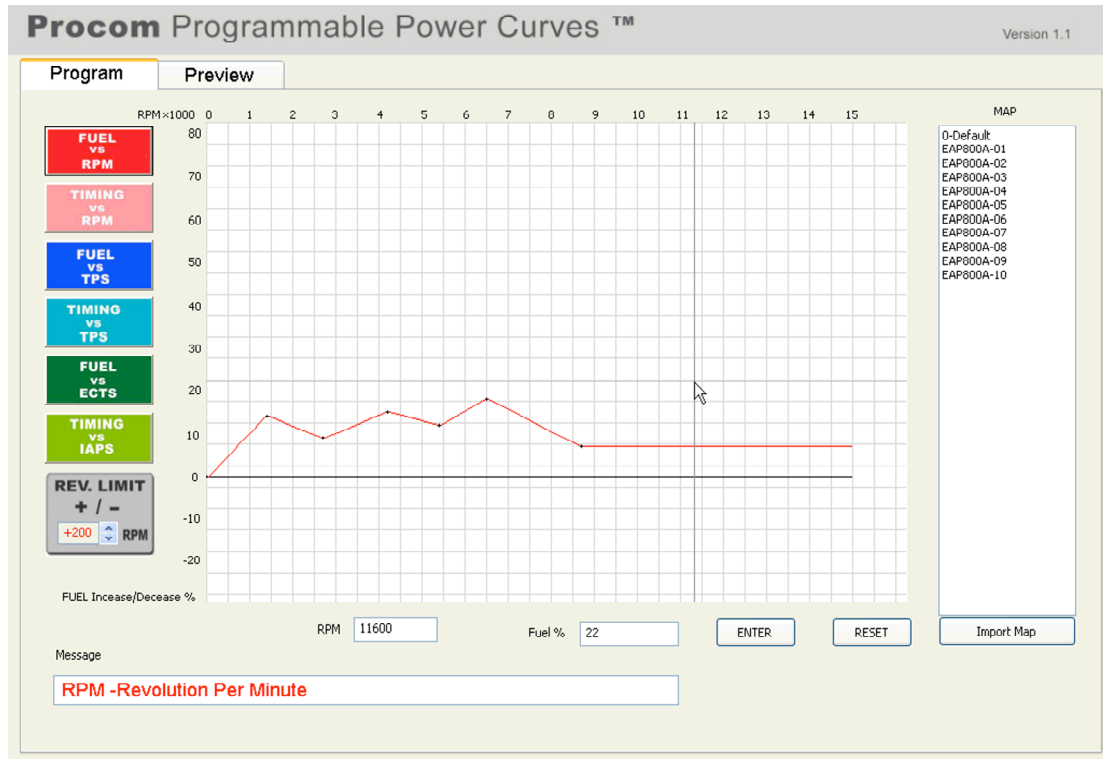 Procom Programmable Power Curves ™
Version 1.1
Program Preview
RPM×1000 0 1 2 3 4 5 6 7 8 9 10 11 12 13 14 15
MAP
80
70
60
50
40
30
20
10
0
-10
-20
FUEL
vs
RPM
TIMING
vs
RPM
FUEL
vs
TPS
TIMING
vs
TPS
FUEL
vs
ECTS
TIMING
vs
IAPS
REV. LIMIT
+ / -
+200 RPM
0-Default
EAP800A-01
EAP800A-02
EAP800A-03
EAP800A-04
EAP800A-05
EAP800A-06
EAP800A-07
EAP800A-08
EAP800A-09
EAP800A-10
FUEL Incease/Decease %
RPM 11600 Fuel % 22 ENTER RESET Import Map
Message
RPM -Revolution Per Minute